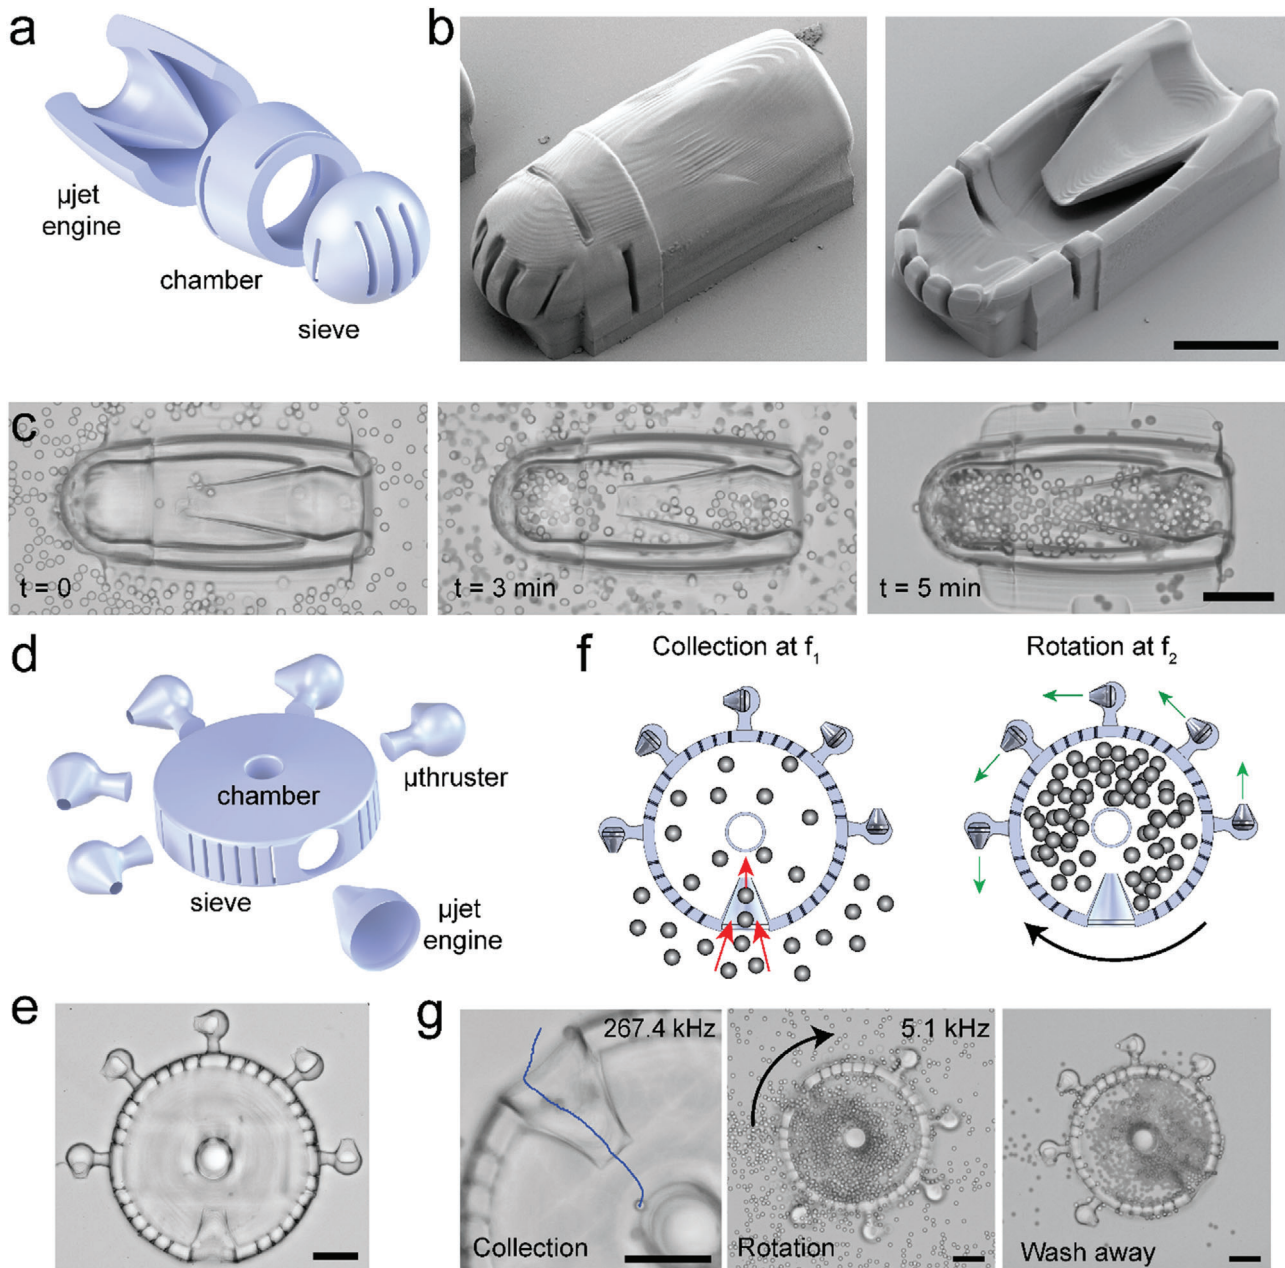 a
µjet
engine
chamber
sieve
b
c
t = 0
t = 3 min
t = 5 min
d
chamber
µthruster
sieve
µjet
engine
f
Collection at f₁
Rotation at f₂
e
g
267.4 kHz
Collection
5.1 kHz
Rotation
Wash away